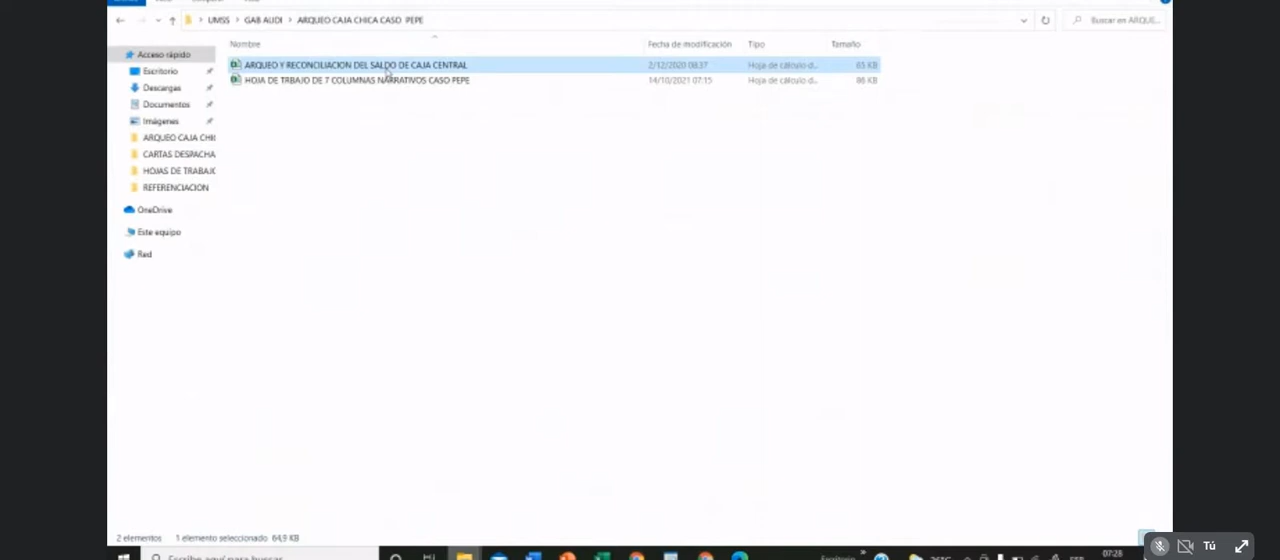 UMSS > GAB AUDI > ARQUEO CAJA CHICA CASO PEPE
Buscar en ARQUE...
Nombre
Fecha de modificación
Tipo
Tamaño
Acceso rápido
ARQUEO Y RECONCILIACION DEL SALDO DE CAJA CENTRAL
2/12/2020 08:37
Hoja de cálculo d...
65 KB
Escritorio
HOJA DE TRBAJO DE 7 COLUMNAS NARRATIVOS CASO PEPE
14/10/2021 07:15
Hoja de cálculo d...
86 KB
Descargas
Documentos
Imágenes
ARQUEO CAJA CHIC
CARTAS DESPACHA
HOJAS DE TRABAJO
REFERENCIACION
OneDrive
Este equipo
Red
2 elementos
1 elemento seleccionado 64,9 KB
Tú
Escribe aquí para buscar
Escritorio
07:28